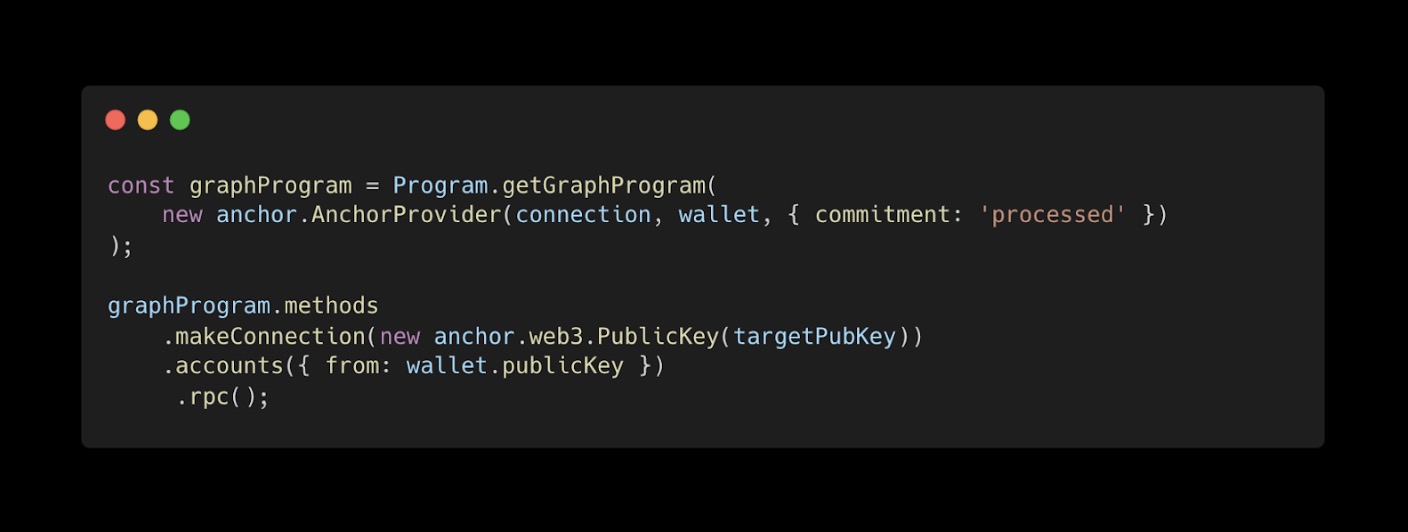 const graphProgram = Program.getGraphProgram(
    new anchor.AnchorProvider(connection, wallet, { commitment: 'processed' })
);

graphProgram.methods
    .makeConnection(new anchor.web3.PublicKey(targetPubKey))
    .accounts({ from: wallet.publicKey })
     .rpc();